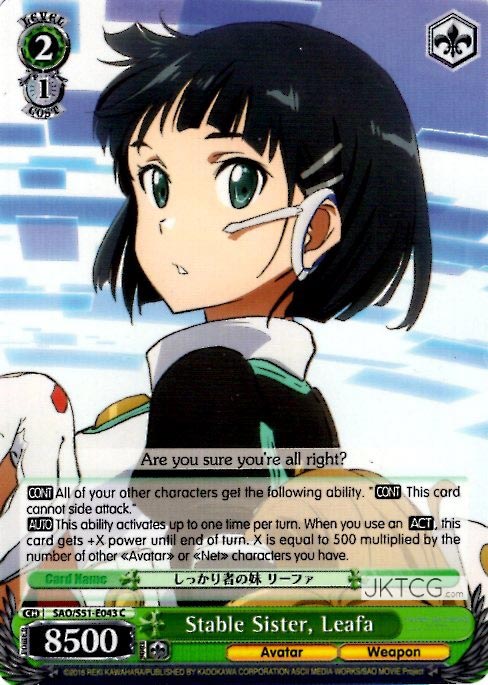 LEVEL
2
1
COST
Are you sure you're all right?
CONT All of your other characters get the following ability. "CONT This card
cannot side attack."
AUTO This ability activates up to one time per turn. When you use an ACT, this
card gets +X power until end of turn. X is equal to 500 multiplied by the
number of other «Avatar» or «Net» characters you have.
Card Name
しっかり者の妹 リーファ
JKTCG.com
CH SAO/S51-E043 C
POWER
8500
SOUL
Stable Sister, Leafa
Avatar
Weapon
©2016 REKI KAWAHARA/PUBLISHED BY KADOKAWA CORPORATION ASCII MEDIA WORKS/SAO MOVIE Project